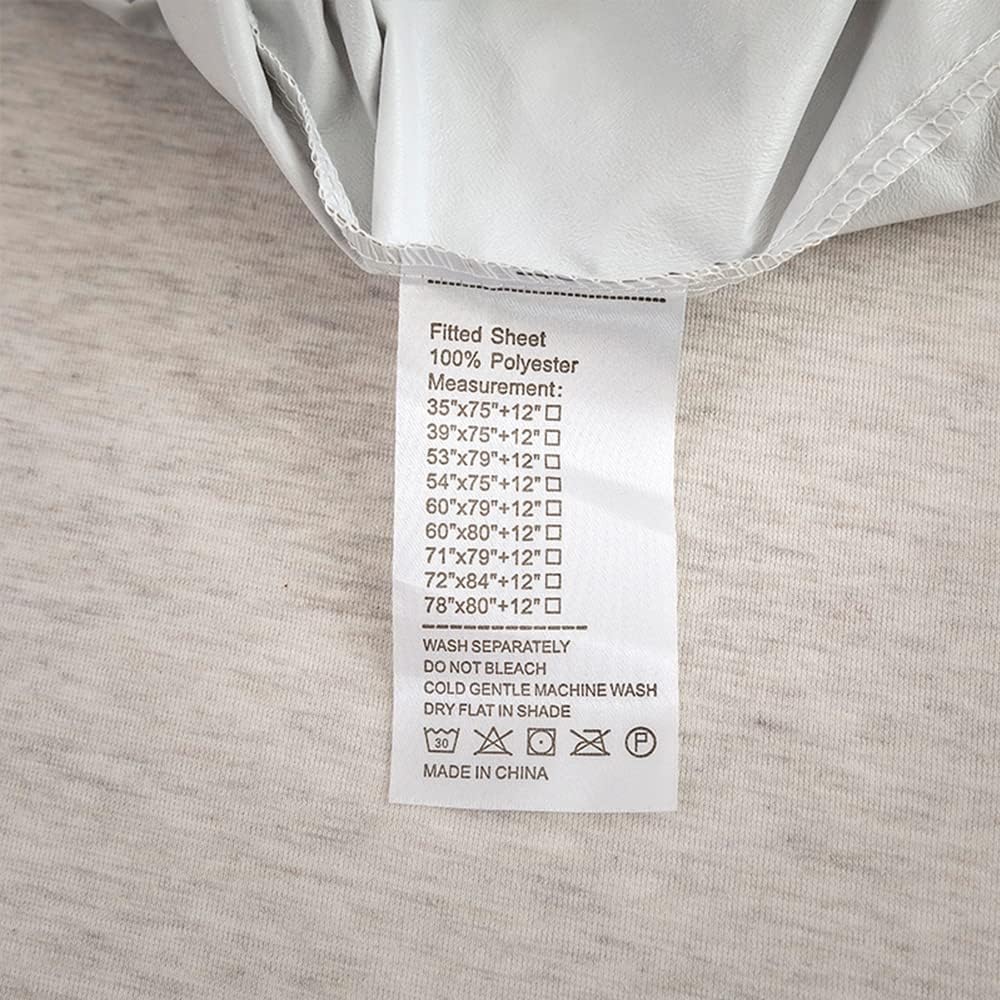 Fitted Sheet
100% Polyester
Measurement:
35"x75"+12"□
39"x75"+12"□
53"x79"+12"□
54"x75"+12"□
60"x79"+12"□
60"x80"+12"□
71"x79"+12"□
72"x84"+12"□
78"x80"+12"□
WASH SEPARATELY
DO NOT BLEACH
COLD GENTLE MACHINE WASH
DRY FLAT IN SHADE
30 P
MADE IN CHINA